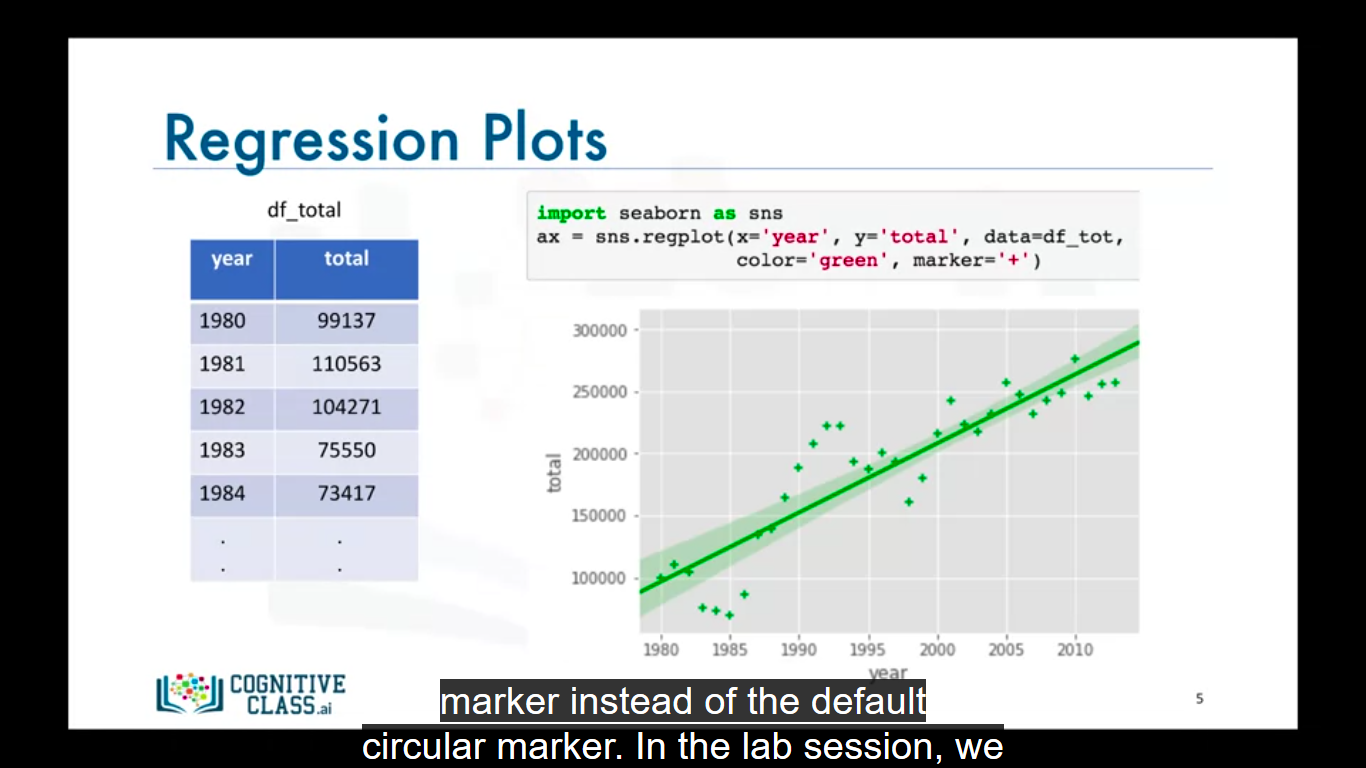 Regression Plots
df_total
year total
1980 99137
1981 110563
1982 104271
1983 75550
1984 73417
. .
. .
import seaborn as sns
ax = sns.regplot(x='year', y='total', data=df_tot,
color='green', marker='+')
300000
250000
200000
150000
100000
total
1980 1985 1990 1995 2000 2005 2010
year
COGNITIVE
CLASS.ai
5
marker instead of the default
circular marker. In the lab session, we